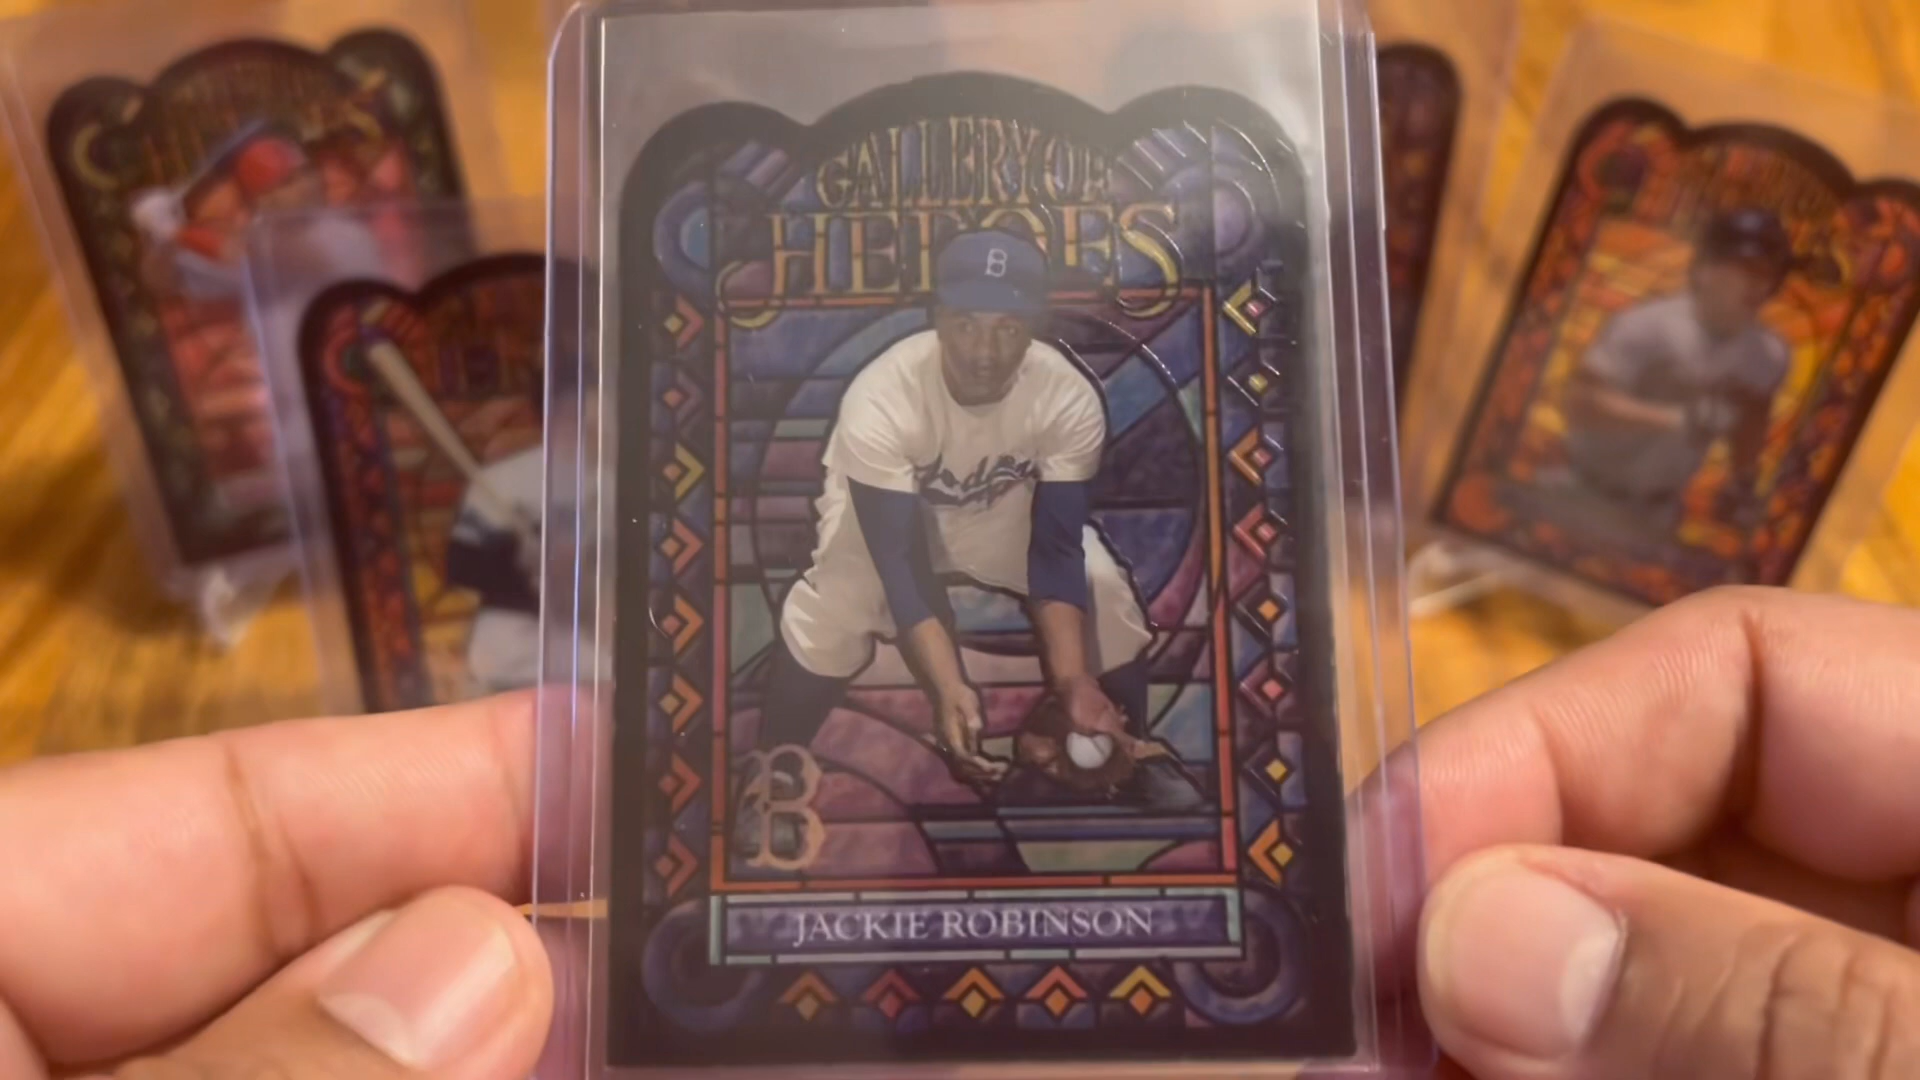 GALLERY OF
HEROES
B
Dodgers
B
JACKIE ROBINSON